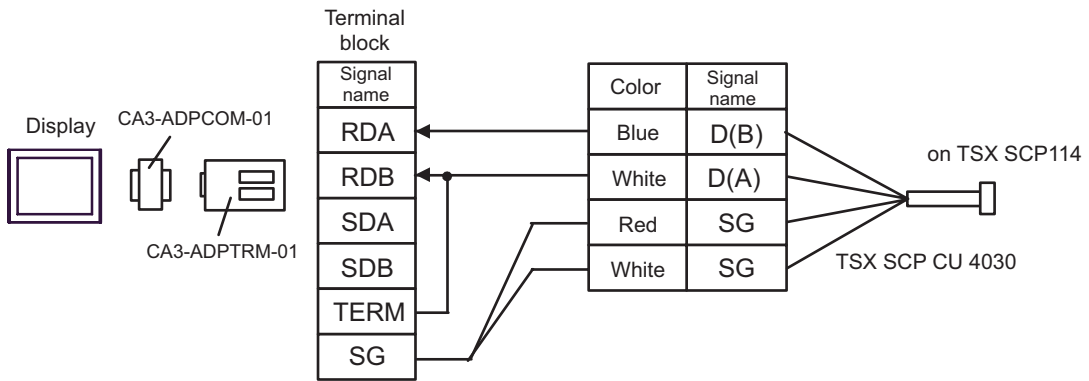 Terminal
block
Signal
name
RDA
RDB
SDA
SDB
TERM
SG
Display
CA3-ADPCOM-01
CA3-ADPTRM-01
Color
Signal
name
Blue
D(B)
White
D(A)
Red
SG
White
SG
on TSX SCP114
TSX SCP CU 4030